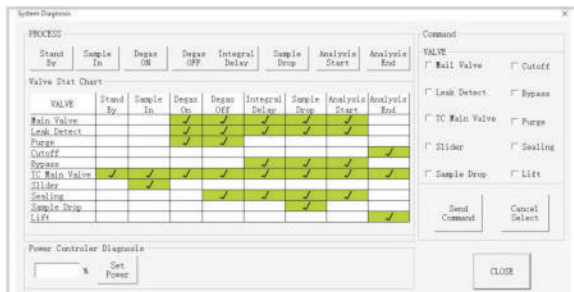 System Diagnosis
PROCESS
Stand By
Sample In
Degas ON
Degas OFF
Integral Delay
Sample Drop
Analysis Start
Analysis End
Valve Stat Chart
VALVE Stand By Sample In Degas On Degas Off Integral Delay Sample Drop Analysis Start Analysis End
Main Valve ✓ ✓ ✓ ✓ ✓
Leak Detect ✓ ✓ ✓ ✓ ✓
Purge ✓ ✓
Cutoff ✓
Bypass ✓ ✓ ✓
TC Main Valve ✓ ✓ ✓ ✓ ✓ ✓ ✓ ✓
Slider ✓
Sealing ✓ ✓ ✓ ✓
Sample Drop ✓
Lift ✓
Power Controler Diagnosis
%
Set Power
Command
VALVE
Mail Valve Cutoff
Leak Detect Bypass
TC Main Valve Purge
Slider Sealing
Sample Drop Lift
Send Command
Cancel Select
CLOSE